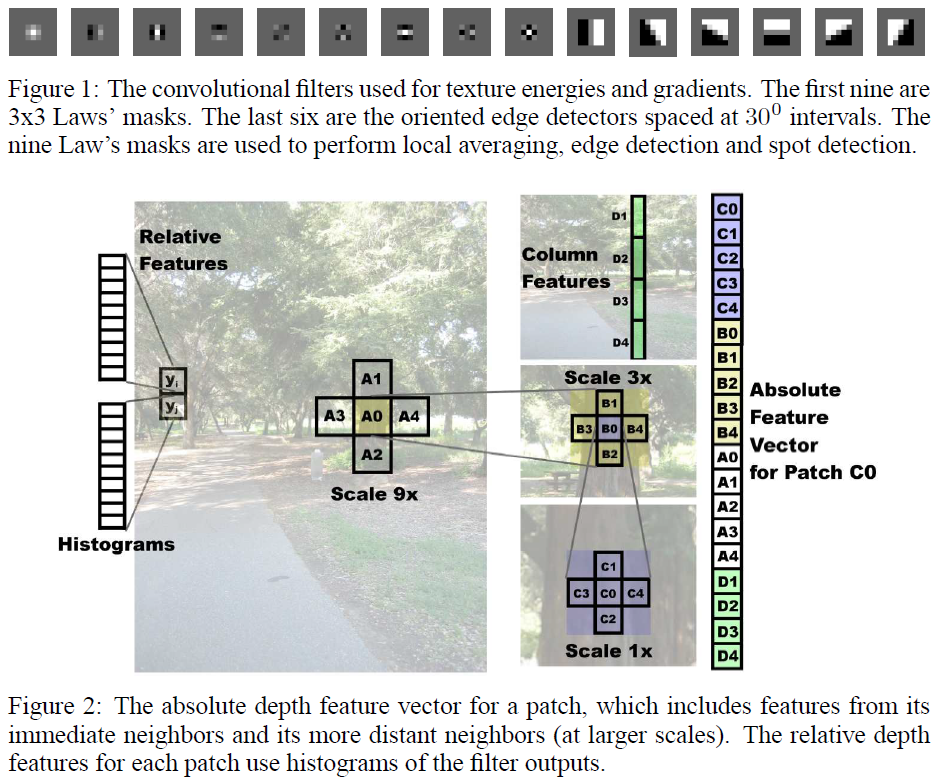 Figure 1: The convolutional filters used for texture energies and gradients. The first nine are
3x3 Laws' masks. The last six are the oriented edge detectors spaced at 30⁰ intervals. The
nine Law's masks are used to perform local averaging, edge detection and spot detection.
Relative
Features
yᵢ
yⱼ
Histograms
A1
A3 A0 A4
A2
Scale 9x
Column
Features
D1
D2
D3
D4
Scale 3x
B1
B3 B0 B4
B2
C1
C3 C0 C4
C2
Scale 1x
C0
C1
C2
C3
C4
B0
B1
B2
B3
B4
A0
A1
A2
A3
A4
D1
D2
D3
D4
Absolute
Feature
Vector
for Patch C0
Figure 2: The absolute depth feature vector for a patch, which includes features from its
immediate neighbors and its more distant neighbors (at larger scales). The relative depth
features for each patch use histograms of the filter outputs.